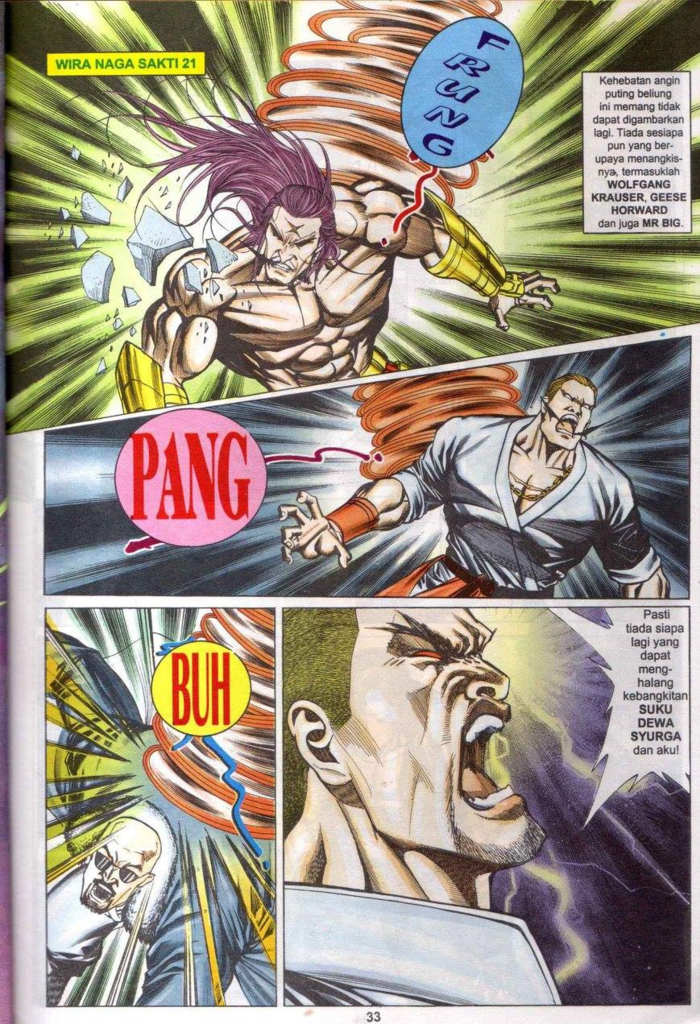 WIRA NAGA SAKTI 21
FRUNG
Kehebatan angin
puting beliung
ini memang tidak
dapat digambarkan
lagi. Tiada sesiapa
pun yang ber-
upaya menangkis-
nya, termasuklah
WOLFGANG
KRAUSER, GEESE
HORWARD
dan juga MR BIG.
PANG
BUH
Pasti
tiada siapa
lagi yang
dapat
meng-
halang
kebangkitan
SUKU
DEWA
SYURGA
dan aku!
33